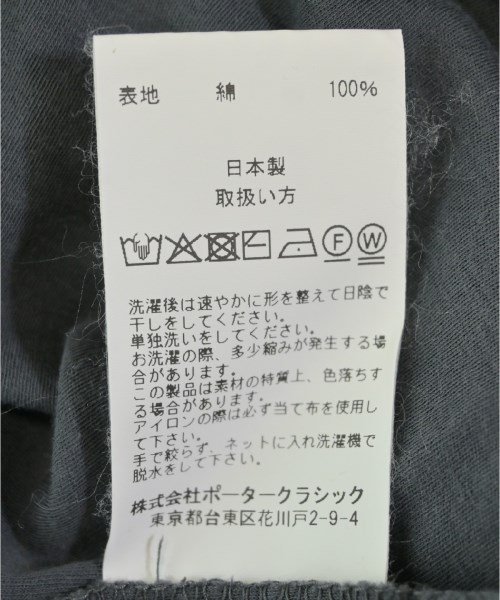 表地 綿 100%
日本製
取扱い方
F W
洗濯後は速やかに形を整えて日陰で
干しをしてください。
単独洗いをしてください。
お洗濯の際、多少縮みが発生する場
合があります。
この製品は素材の特質上、色落ちす
る場合があります。
アイロンの際は必ず当て布を使用し
て下さい。
手で絞らず、ネットに入れ洗濯機で
脱水をして下さい。
株式会社ポータークラシック
東京都台東区花川戸2-9-4